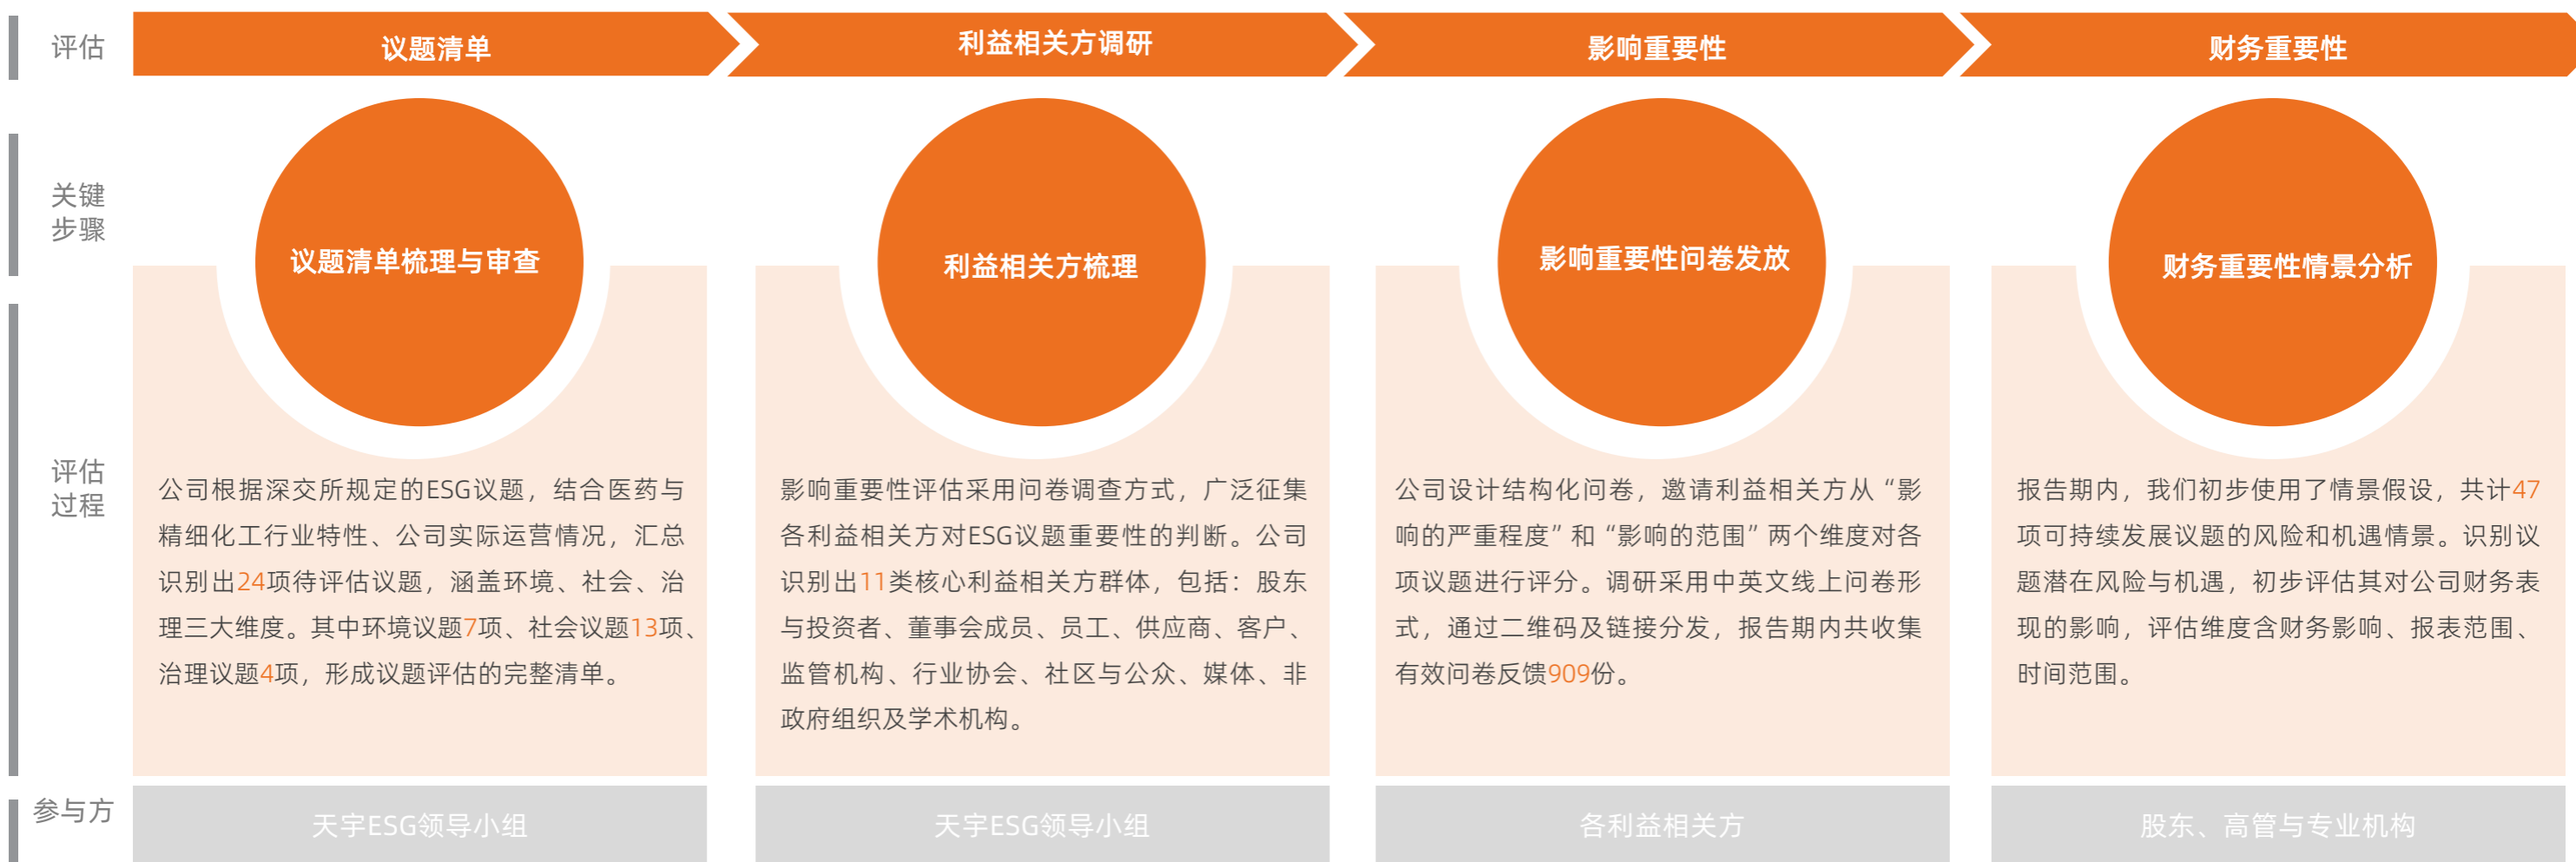 评估
议题清单
利益相关方调研
影响重要性
财务重要性
关键
步骤
议题清单梳理与审查
利益相关方梳理
影响重要性问卷发放
财务重要性情景分析
评估
过程
公司根据深交所规定的ESG议题，结合医药与
精细化工行业特性、公司实际运营情况，汇总
识别出24项待评估议题，涵盖环境、社会、治
理三大维度。其中环境议题7项、社会议题13项、
治理议题4项，形成议题评估的完整清单。
影响重要性评估采用问卷调查方式，广泛征集
各利益相关方对ESG议题重要性的判断。公司
识别出11类核心利益相关方群体，包括：股东
与投资者、董事会成员、员工、供应商、客户、
监管机构、行业协会、社区与公众、媒体、非
政府组织及学术机构。
公司设计结构化问卷，邀请利益相关方从“影
响的严重程度”和“影响的范围”两个维度对各
项议题进行评分。调研采用中英文线上问卷形
式，通过二维码及链接分发，报告期内共收集
有效问卷反馈909份。
报告期内，我们初步使用了情景假设，共计47
项可持续发展议题的风险和机遇情景。识别议
题潜在风险与机遇，初步评估其对公司财务表
现的影响，评估维度含财务影响、报表范围、
时间范围。
参与方
天宇ESG领导小组
天宇ESG领导小组
各利益相关方
股东、高管与专业机构